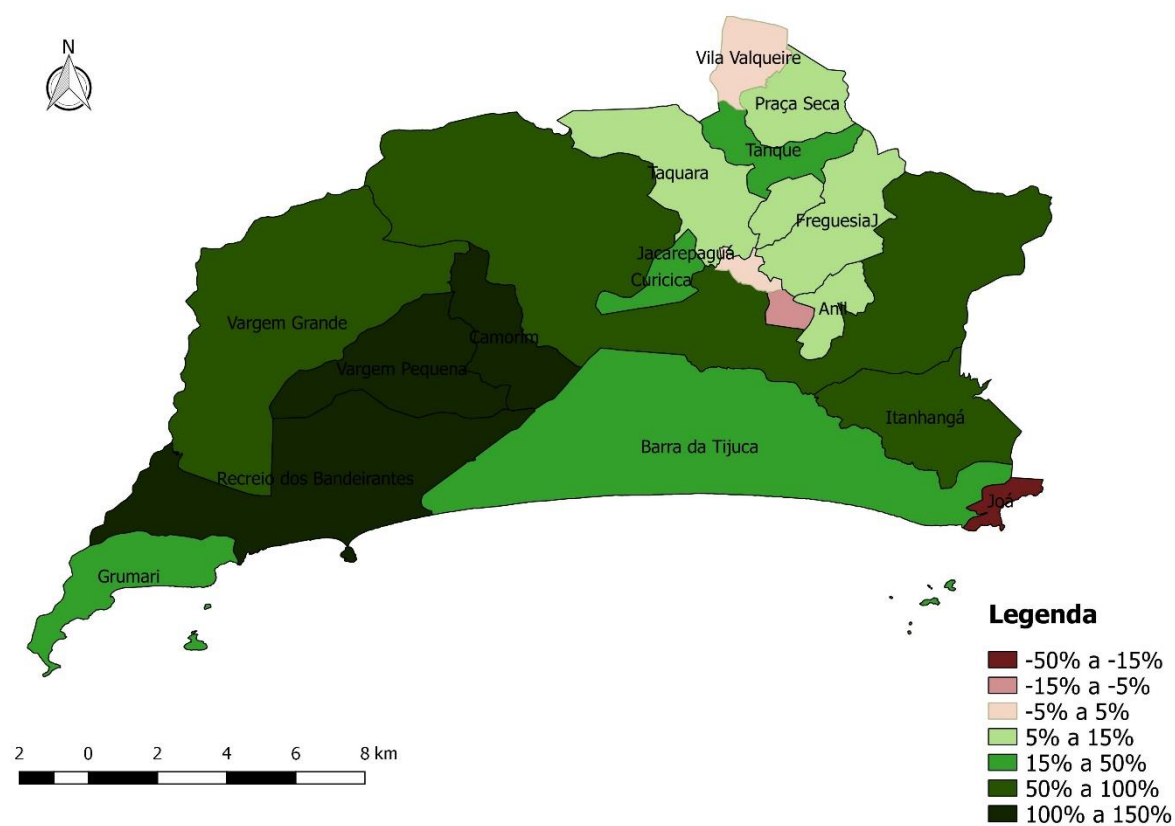 N
Vila Valqueire
Praça Seca
Tanque
Taquara
FreguesiaJ
Jacarepaguá
Curicica
Anil
Vargem Grande
Camorim
Vargem Pequena
Itanhangá
Barra da Tijuca
Recreio dos Bandeirantes
Joá
Grumari
Legenda
-50% a -15%
-15% a -5%
-5% a 5%
5% a 15%
15% a 50%
50% a 100%
100% a 150%
2 0 2 4 6 8 km